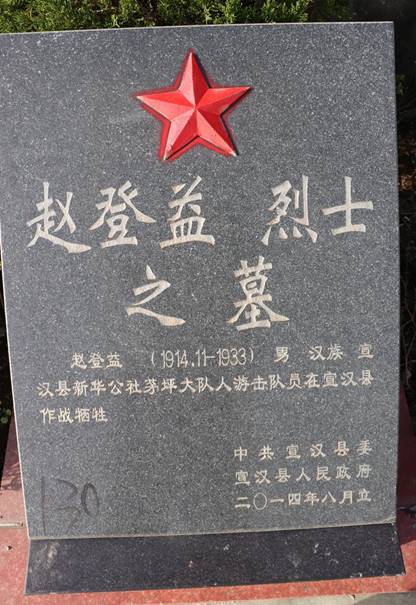 赵登益 烈士
之墓
赵登益 (1914.11-1933) 男 汉族 宣
汉县新华公社茅坪大队人游击队员在宣汉县
作战牺牲
中共宣汉县委
宣汉县人民政府
二〇一四年八月立
130